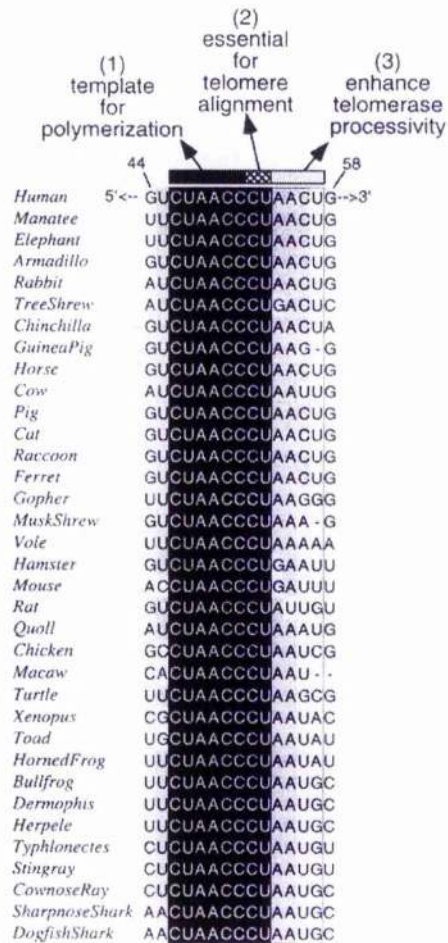 (1)
template
for
polymerization
(2)
essential
for
telomere
alignment
(3)
enhance
telomerase
processivity
44 58
Human 5'<-- GUCUAACCCUAACUG-->3'
Manatee UUCUAACCCUAACUG
Elephant UUCUAACCCUAACUG
Armadillo GUCUAACCCUAACUG
Rabbit AUCUAACCCUAACUG
TreeShrew AUCUAACCCUGACUC
Chinchilla GUCUAACCCUAACUA
GuineaPig GUCUAACCCUAAG-G
Horse GUCUAACCCUAACUG
Cow AUCUAACCCUAAUUG
Pig GUCUAACCCUAACUG
Cat GUCUAACCCUAACUG
Raccoon GUCUAACCCUAACUG
Ferret GUCUAACCCUAACUG
Gopher UUCUAACCCUAAGGG
MuskShrew GUCUAACCCUAAA-G
Vole UUCUAACCCUAAAAA
Hamster GUCUAACCCUGAAUU
Mouse ACCUAACCCUGAUUU
Rat GUCUAACCCUAUUGU
Quoll AUCUAACCCUAAAUG
Chicken GCCUAACCCUAAUCG
Macaw CACUAACCCUAAU--
Turtle UUCUAACCCUAAGCG
Xenopus CGCUAACCCUAAUAC
Toad UGCUAACCCUAAUAU
HornedFrog UUCUAACCCUAAUAU
Bullfrog UUCUAACCCUAAUGC
Dermophis UUCUAACCCUAAUGC
Herpele UUCUAACCCUAAUGC
Typhlonectes CUCUAACCCUAAUGU
Stingray CUCUAACCCUAAUGU
CownoseRay CUCUAACCCUAAUGC
SharpnoseShark AACUAACCCUAAUGC
DogfishShark AACUAACCCUAAUGC